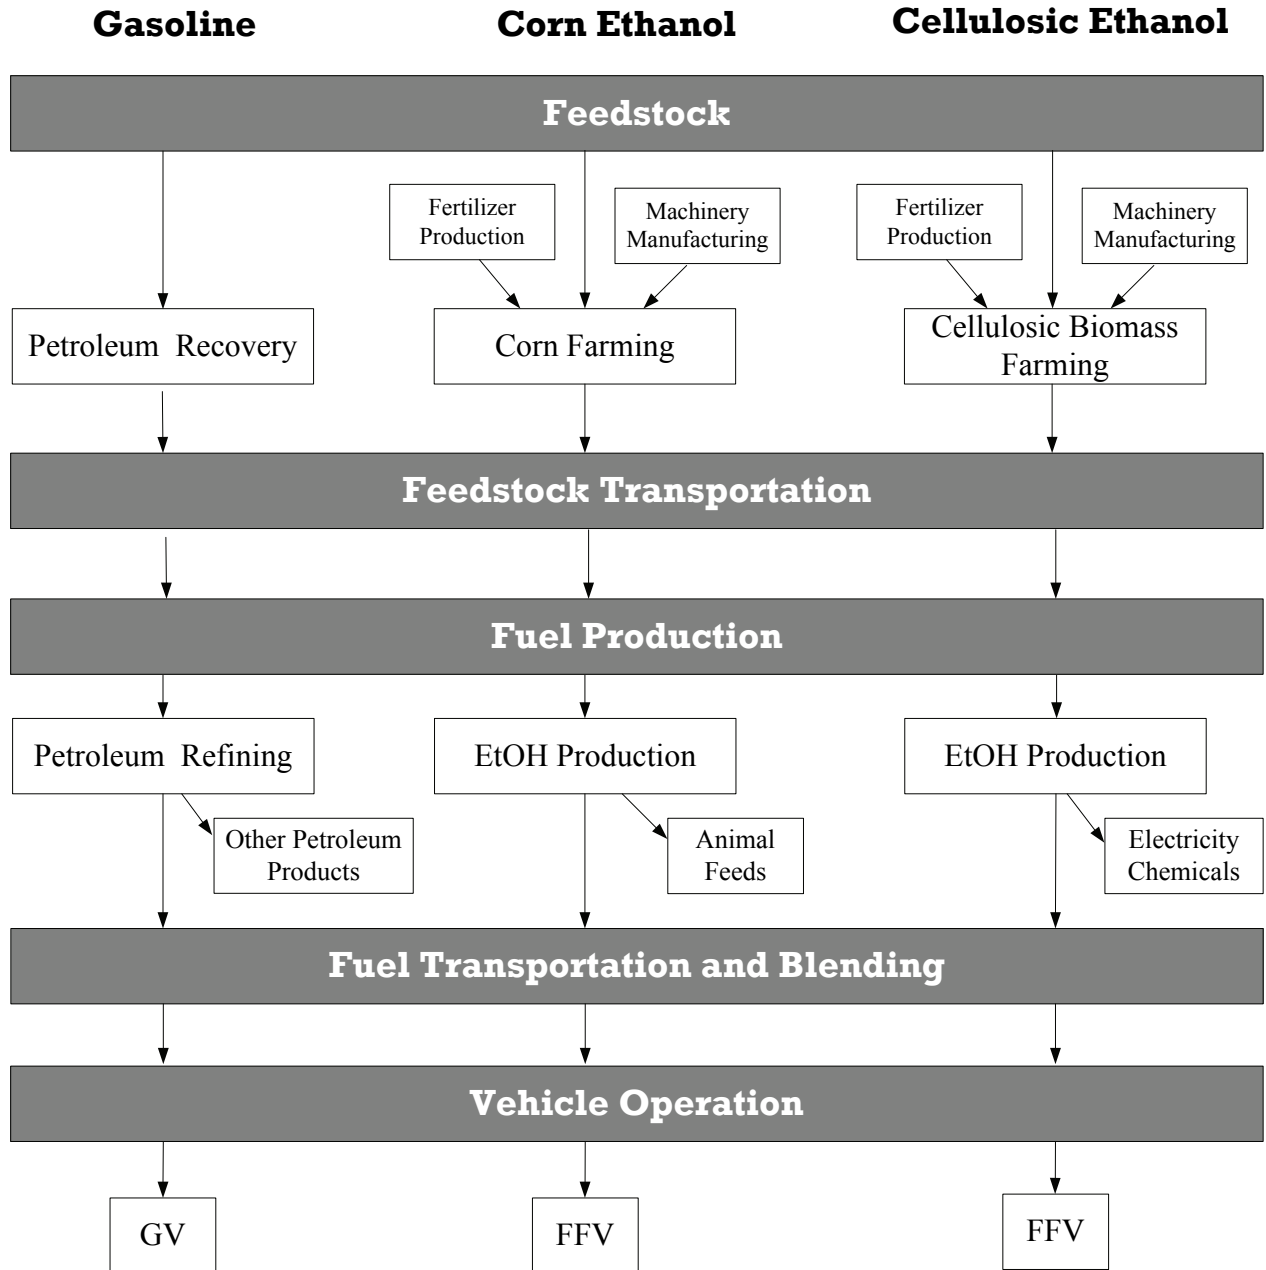 Gasoline
Corn Ethanol
Cellulosic Ethanol
Feedstock
Fertilizer
Production
Machinery
Manufacturing
Fertilizer
Production
Machinery
Manufacturing
Petroleum Recovery
Corn Farming
Cellulosic Biomass
Farming
Feedstock Transportation
Fuel Production
Petroleum Refining
EtOH Production
EtOH Production
Other Petroleum
Products
Animal
Feeds
Electricity
Chemicals
Fuel Transportation and Blending
Vehicle Operation
GV
FFV
FFV